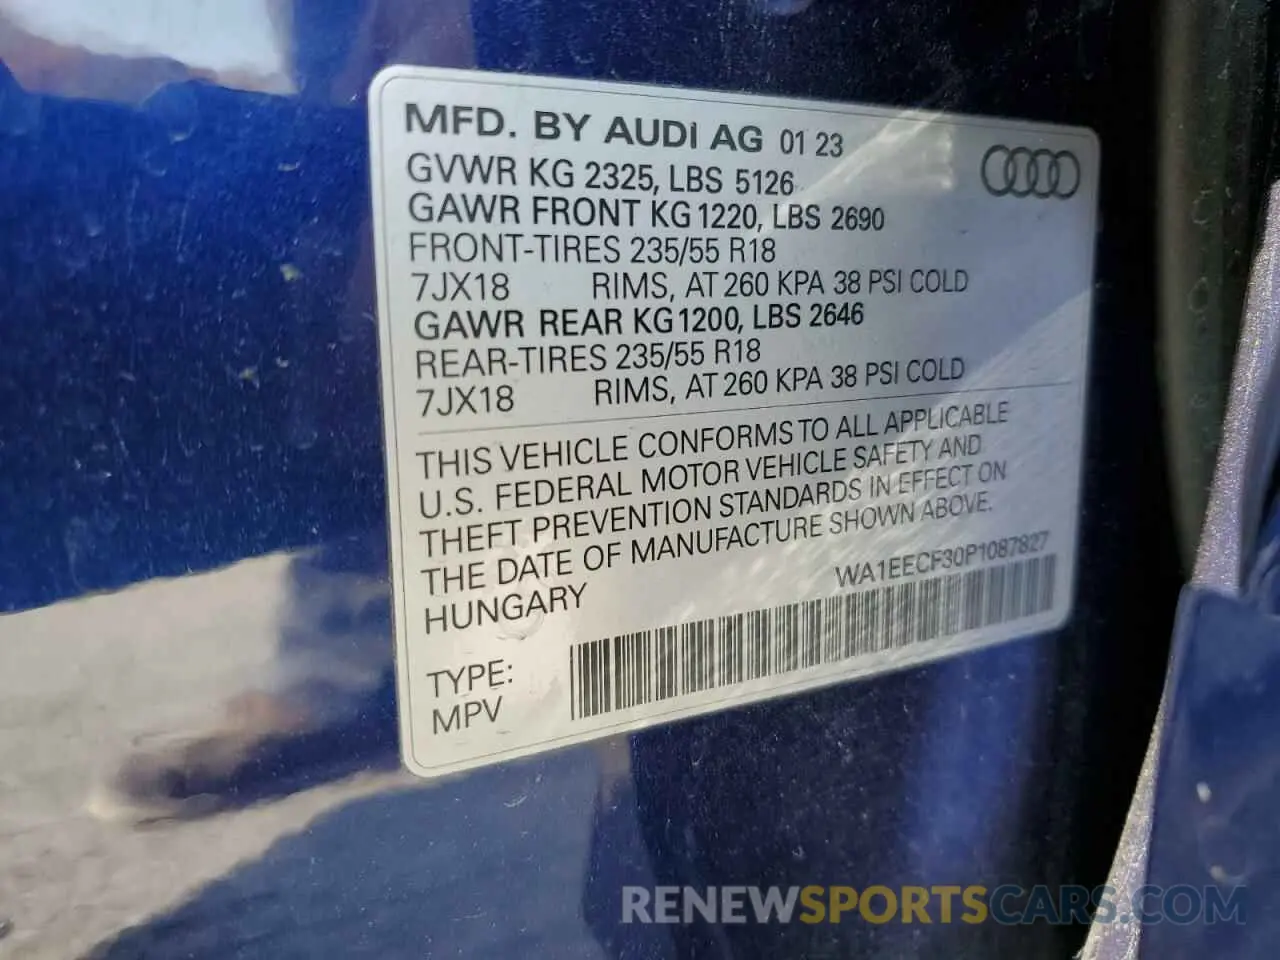 MFD. BY AUDI AG 01 23
GVWR KG 2325, LBS 5126
GAWR FRONT KG 1220, LBS 2690
FRONT-TIRES 235/55 R18
7JX18 RIMS, AT 260 KPA 38 PSI COLD
GAWR REAR KG 1200, LBS 2646
REAR-TIRES 235/55 R18
7JX18 RIMS, AT 260 KPA 38 PSI COLD
THIS VEHICLE CONFORMS TO ALL APPLICABLE
U.S. FEDERAL MOTOR VEHICLE SAFETY AND
THEFT PREVENTION STANDARDS IN EFFECT ON
THE DATE OF MANUFACTURE SHOWN ABOVE.
HUNGARY
WA1EECF30P1087827
TYPE:
MPV
RENEWSPORTSCARS.COM